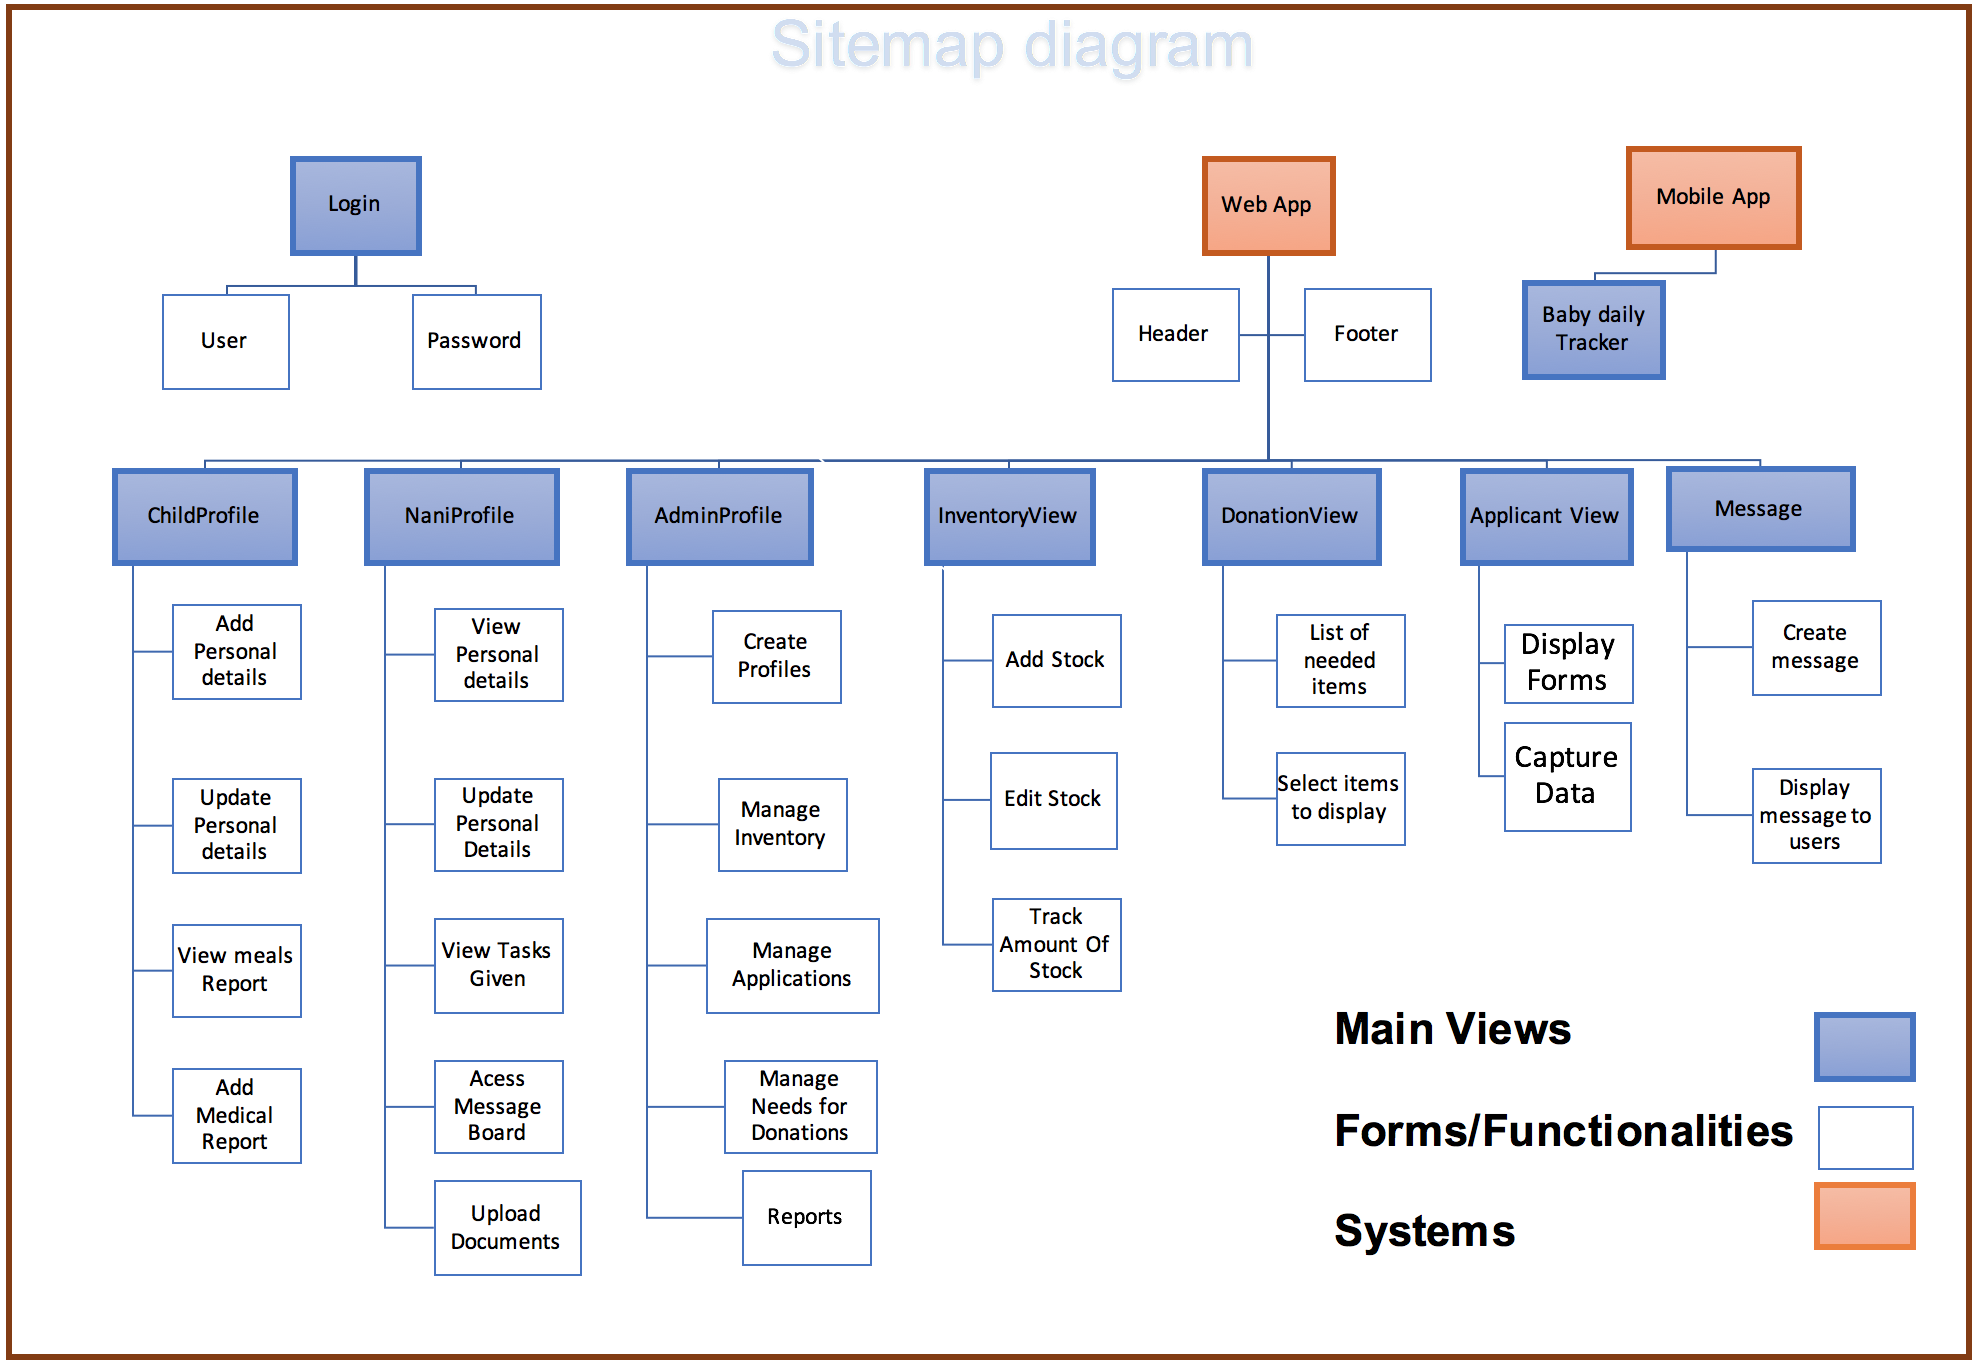 Sitemap diagram
Login
Web App
Mobile App
User
Password
Header
Footer
Baby daily
Tracker
ChildProfile
NaniProfile
AdminProfile
InventoryView
DonationView
Applicant View
Message
Add
Personal
details
Update
Personal
details
View meals
Report
Add
Medical
Report
View
Personal
details
Update
Personal
Details
View Tasks
Given
Acess
Message
Board
Upload
Documents
Create
Profiles
Manage
Inventory
Manage
Applications
Manage
Needs for
Donations
Reports
Add Stock
Edit Stock
Track
Amount Of
Stock
List of
needed
items
Select items
to display
Display
Forms
Capture
Data
Create
message
Display
message to
users
Main Views
Forms/Functionalities
Systems